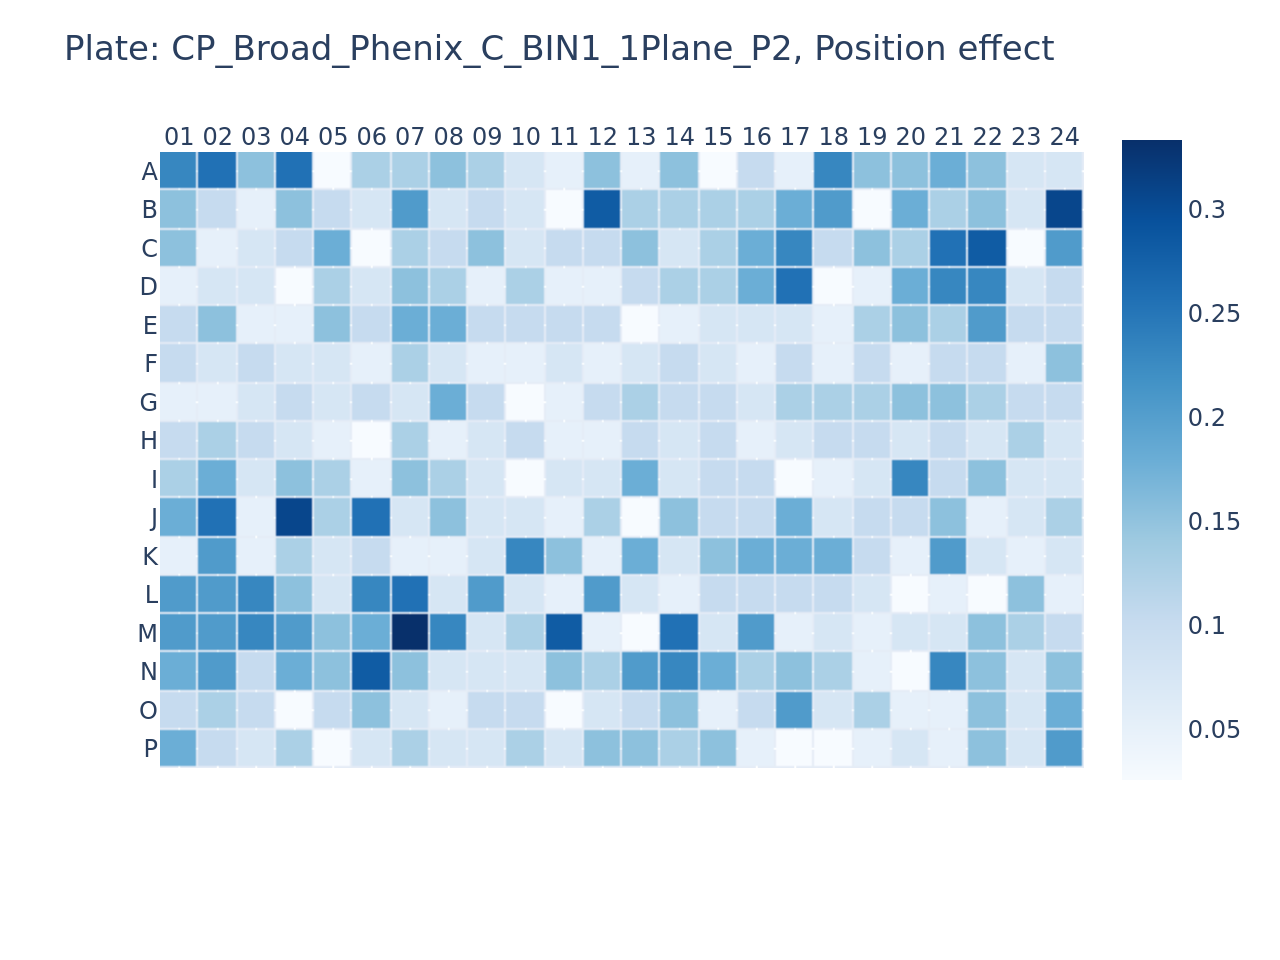 Plate: CP_Broad_Phenix_C_BIN1_1Plane_P2, Position effect
01 02 03 04 05 06 07 08 09 10 11 12 13 14 15 16 17 18 19 20 21 22 23 24
A
B
C
D
E
F
G
H
I
J
K
L
M
N
O
P
0.3
0.25
0.2
0.15
0.1
0.05